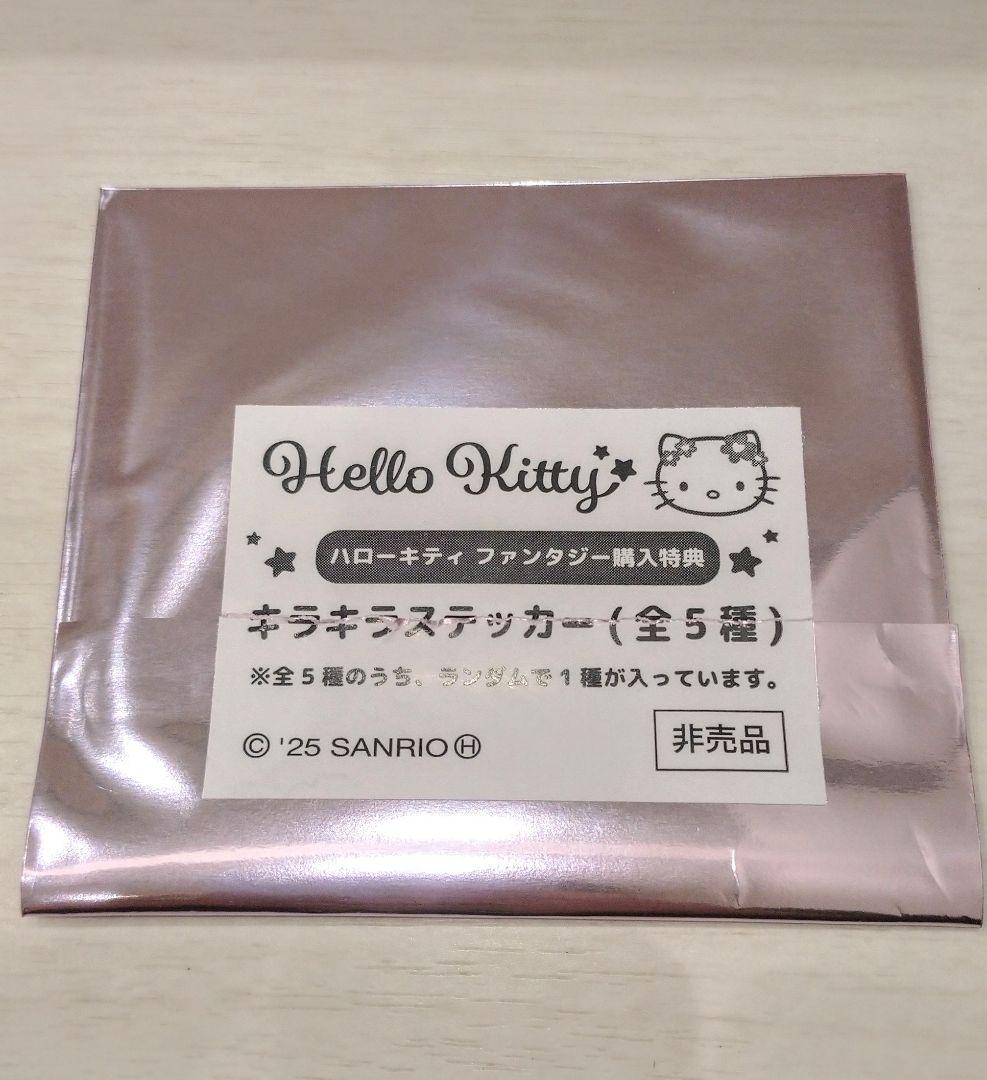 Hello Kitty
ハローキティ ファンタジー購入特典
キラキラステッカー(全5種)
※全5種のうち、ランダムで1種が入っています。
© '25 SANRIO Ⓗ
非売品